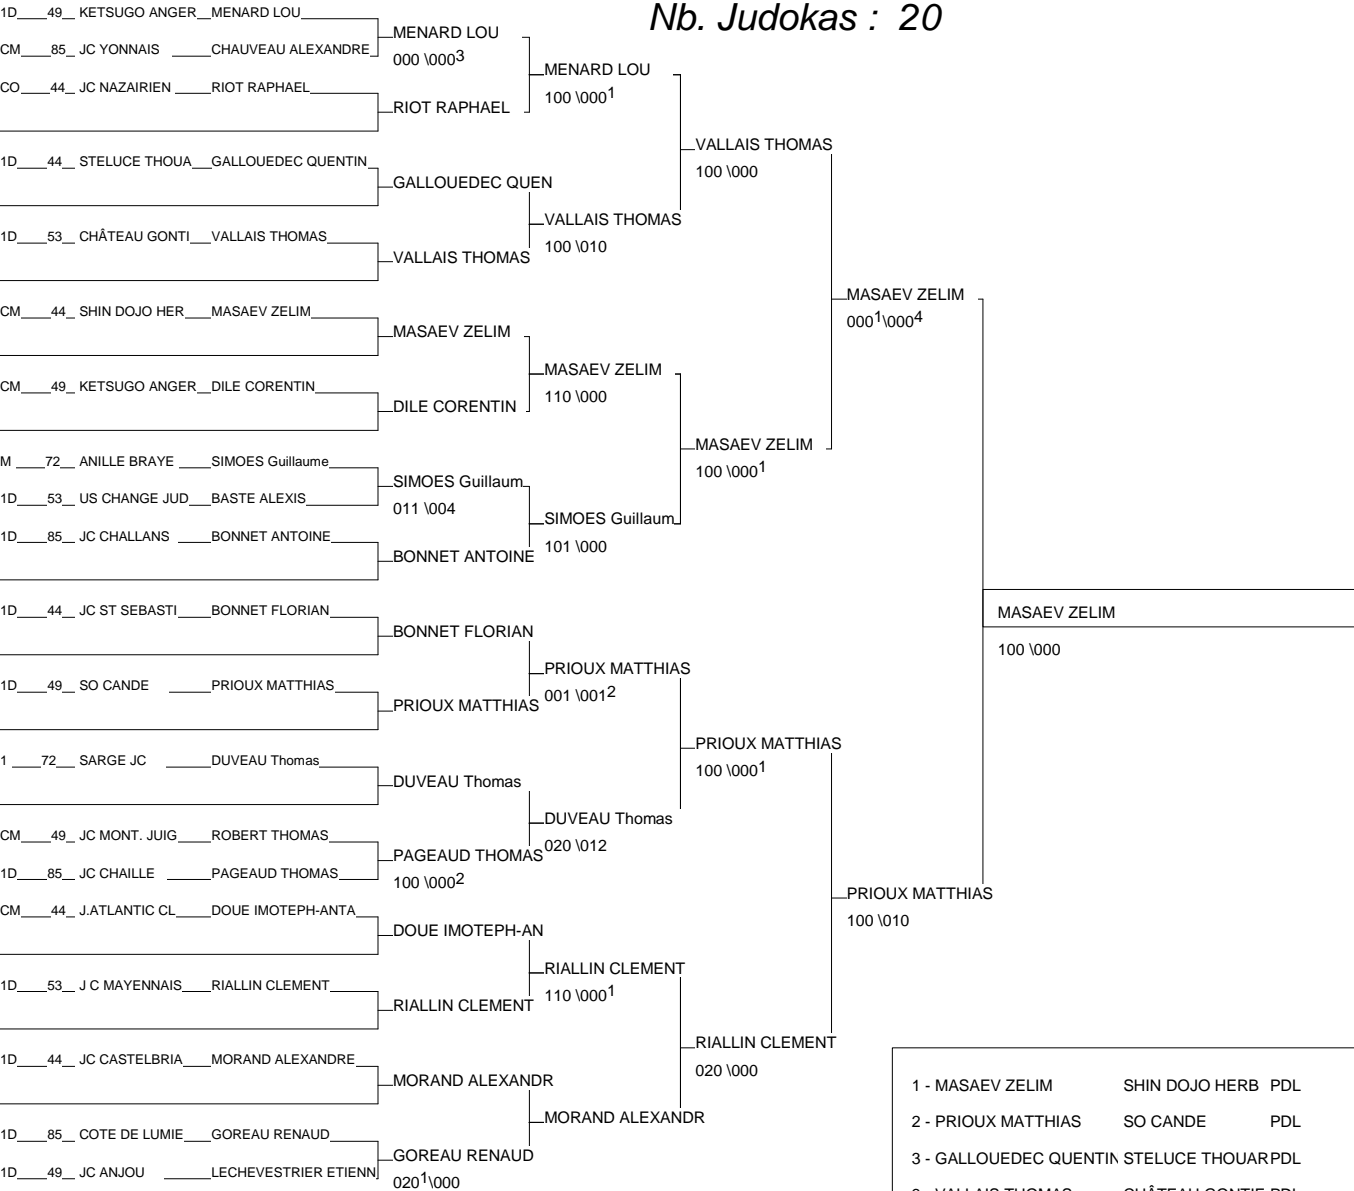 Nb. Judokas : 20
1D 49 KETSUGO ANGER MENARD LOU
CM 85 JC YONNAIS CHAUVEAU ALEXANDRE
CO 44 JC NAZAIRIEN RIOT RAPHAEL
1D 44 STELUCE THOUA GALLOUEDEC QUENTIN
1D 53 CHÂTEAU GONTI VALLAIS THOMAS
CM 44 SHIN DOJO HER MASAEV ZELIM
CM 49 KETSUGO ANGER DILE CORENTIN
M 72 ANILLE BRAYE SIMOES Guillaume
1D 53 US CHANGE JUD BASTE ALEXIS
1D 85 JC CHALLANS BONNET ANTOINE
1D 44 JC ST SEBASTI BONNET FLORIAN
1D 49 SO CANDE PRIOUX MATTHIAS
1 72 SARGE JC DUVEAU Thomas
CM 49 JC MONT. JUIG ROBERT THOMAS
1D 85 JC CHAILLE PAGEAUD THOMAS
CM 44 J.ATLANTIC CL DOUE IMOTEPH-ANTA
1D 53 J C MAYENNAIS RIALLIN CLEMENT
1D 44 JC CASTELBRIA MORAND ALEXANDRE
1D 85 COTE DE LUMIE GOREAU RENAUD
1D 49 JC ANJOU LECHEVESTRIER ETIENN
MENARD LOU
000 \000³
RIOT RAPHAEL
GALLOUEDEC QUEN
VALLAIS THOMAS
MASAEV ZELIM
DILE CORENTIN
SIMOES Guillaum
011 \004
BONNET ANTOINE
BONNET FLORIAN
PRIOUX MATTHIAS
DUVEAU Thomas
PAGEAUD THOMAS
100 \000²
DOUE IMOTEPH-AN
RIALLIN CLEMENT
MORAND ALEXANDR
GOREAU RENAUD
020¹\000
MENARD LOU
100 \000¹
VALLAIS THOMAS
100 \010
MASAEV ZELIM
110 \000
SIMOES Guillaum
101 \000
PRIOUX MATTHIAS
001 \001²
DUVEAU Thomas
020 \012
RIALLIN CLEMENT
110 \000¹
MORAND ALEXANDR
VALLAIS THOMAS
100 \000
MASAEV ZELIM
100 \000¹
PRIOUX MATTHIAS
100 \000¹
RIALLIN CLEMENT
020 \000
MASAEV ZELIM
000¹\000⁴
PRIOUX MATTHIAS
100 \010
MASAEV ZELIM
100 \000
1 - MASAEV ZELIM SHIN DOJO HERB PDL
2 - PRIOUX MATTHIAS SO CANDE PDL
3 - GALLOUEDEC QUENTIN STELUCE THOUAR PDL
3 - VALLAIS THOMAS CHÂTEAU GONTIE PDL